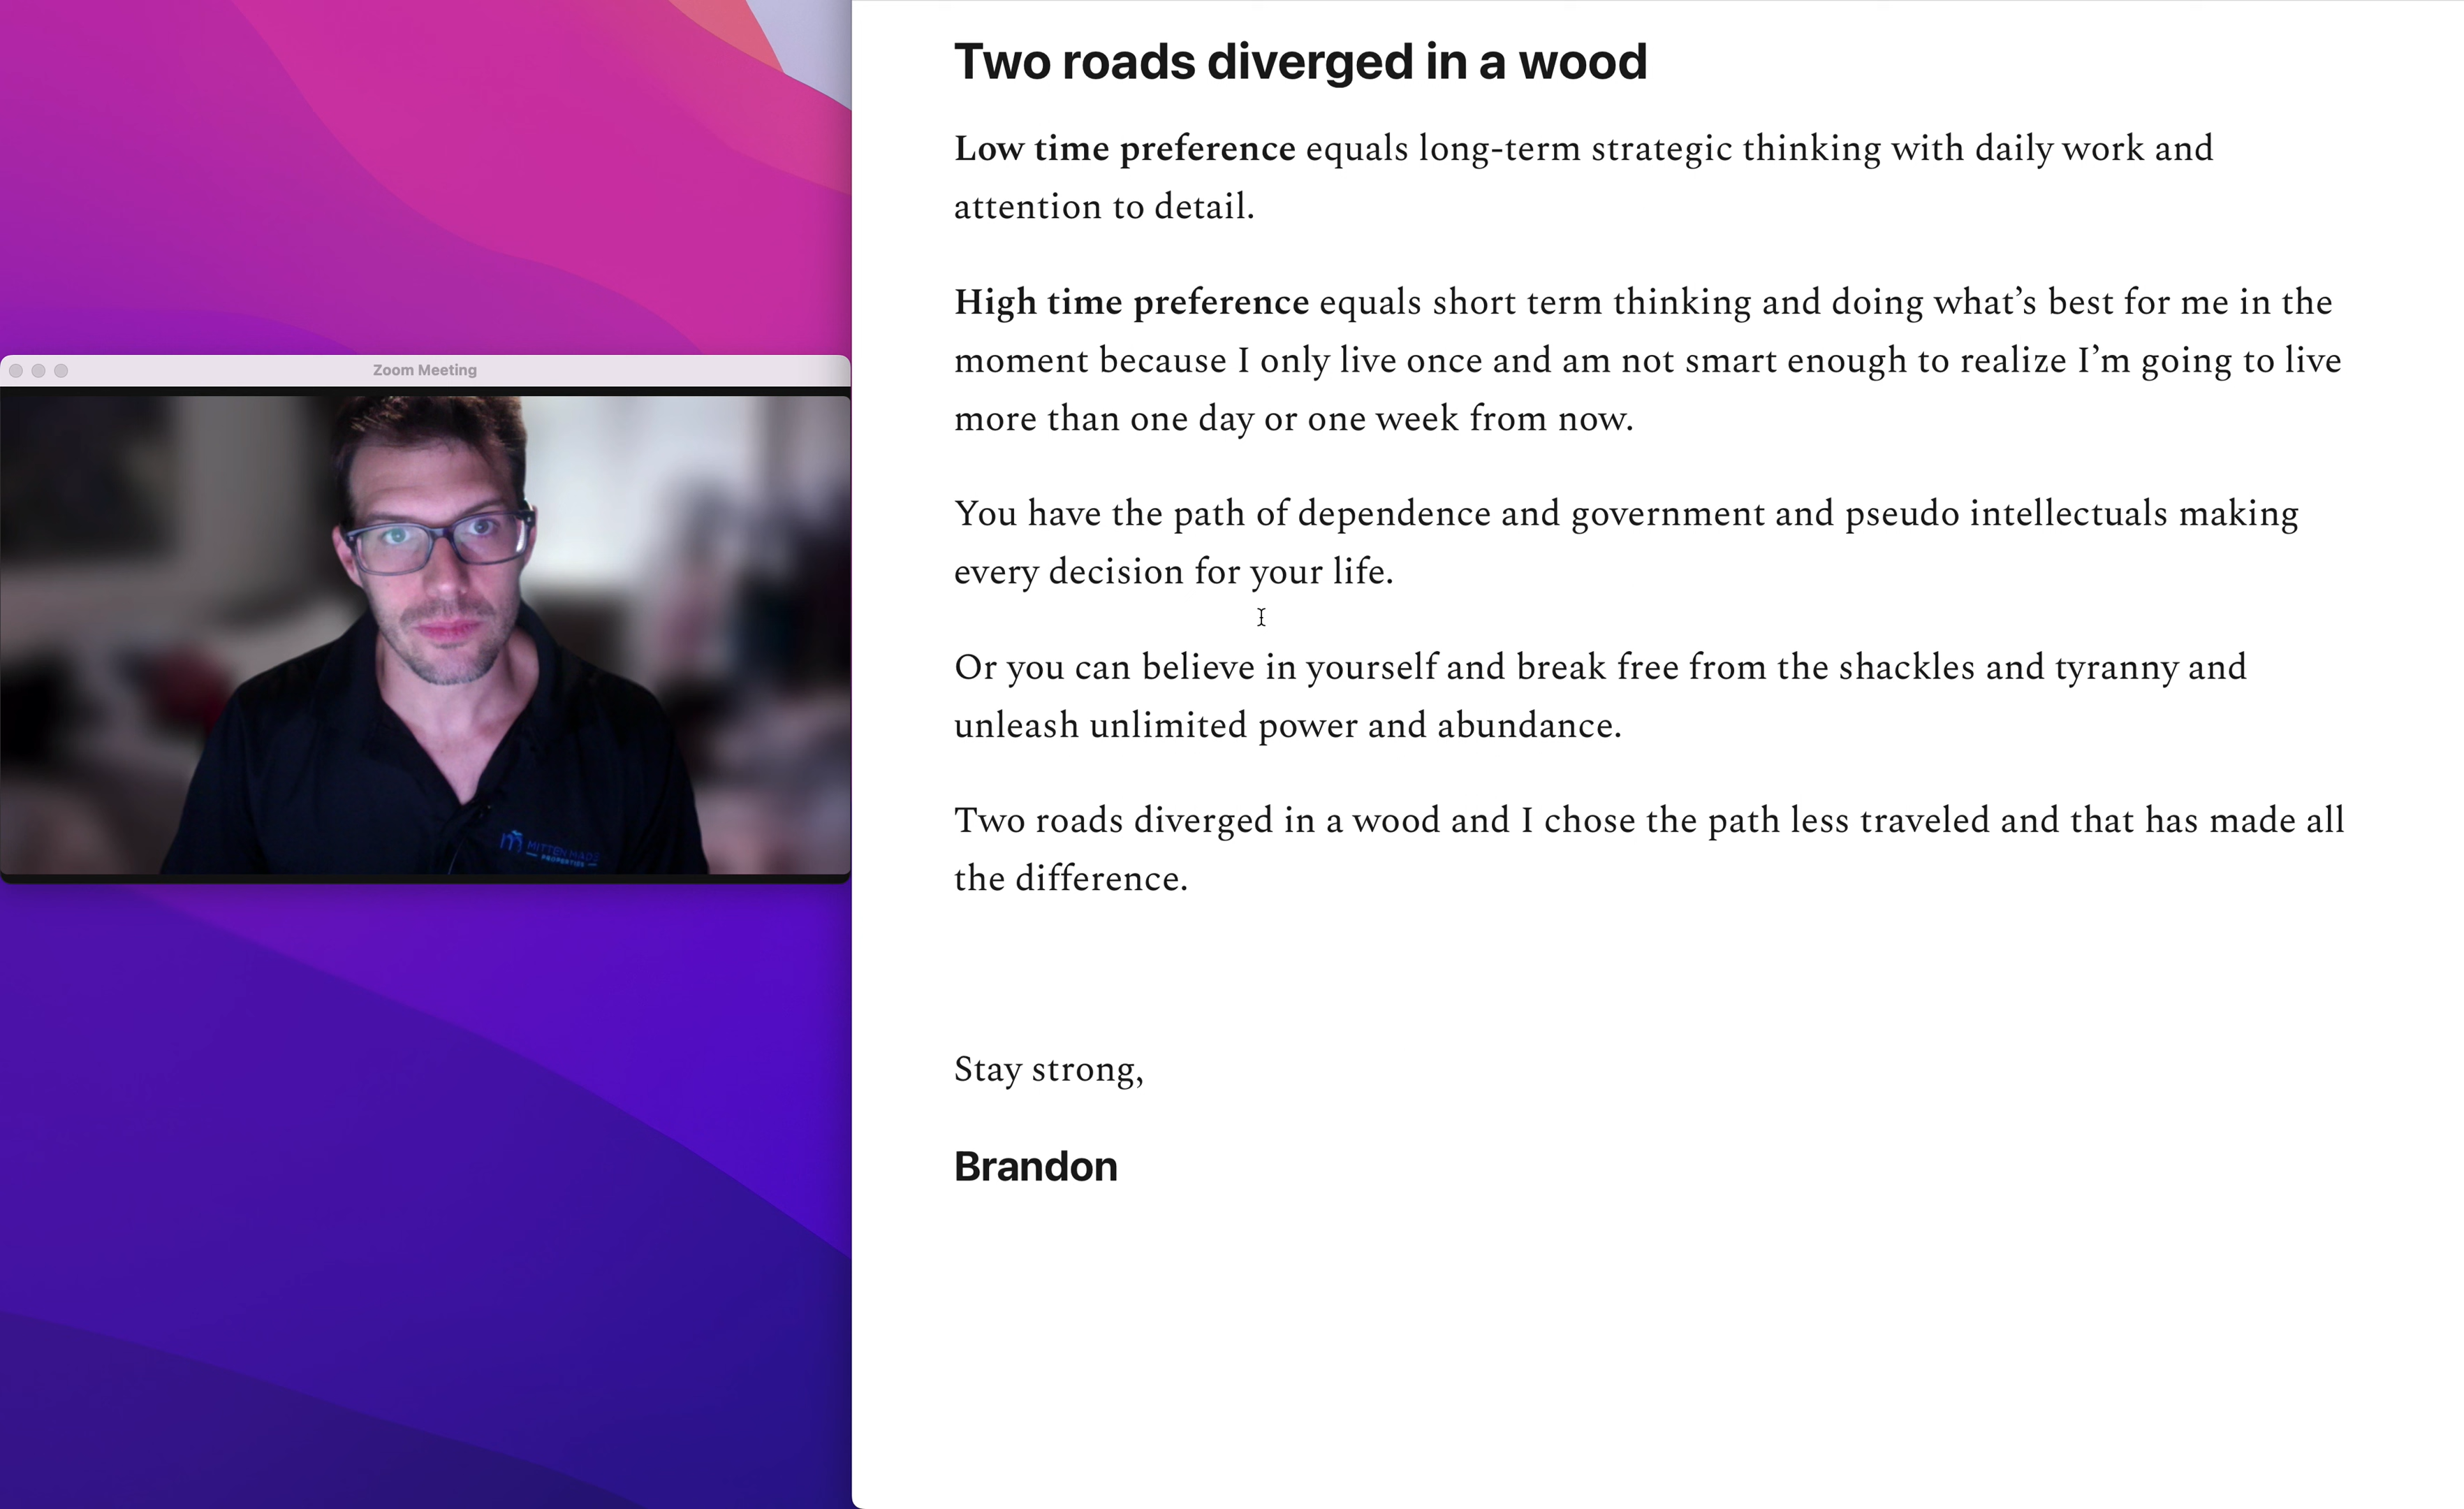 Zoom Meeting
MITTEN MADE
PROPERTIES
Two roads diverged in a wood
Low time preference equals long-term strategic thinking with daily work and
attention to detail.
High time preference equals short term thinking and doing what’s best for me in the
moment because I only live once and am not smart enough to realize I’m going to live
more than one day or one week from now.
You have the path of dependence and government and pseudo intellectuals making
every decision for your life.
Or you can believe in yourself and break free from the shackles and tyranny and
unleash unlimited power and abundance.
Two roads diverged in a wood and I chose the path less traveled and that has made all
the difference.
Stay strong,
Brandon